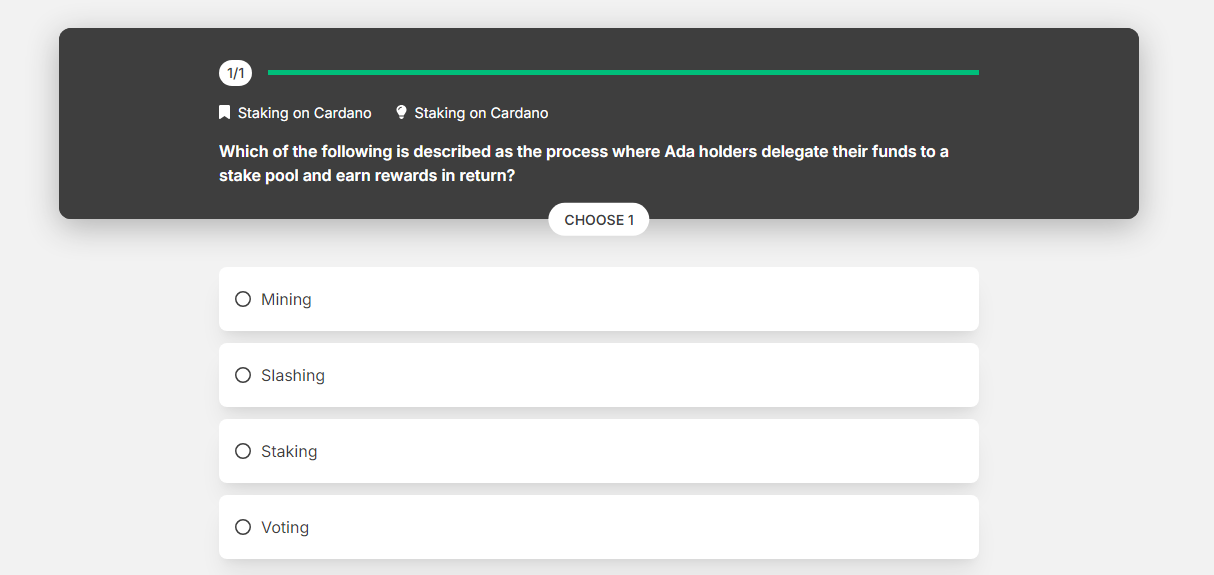 1/1
Staking on Cardano Staking on Cardano
Which of the following is described as the process where Ada holders delegate their funds to a
stake pool and earn rewards in return?
CHOOSE 1
Mining
Slashing
Staking
Voting